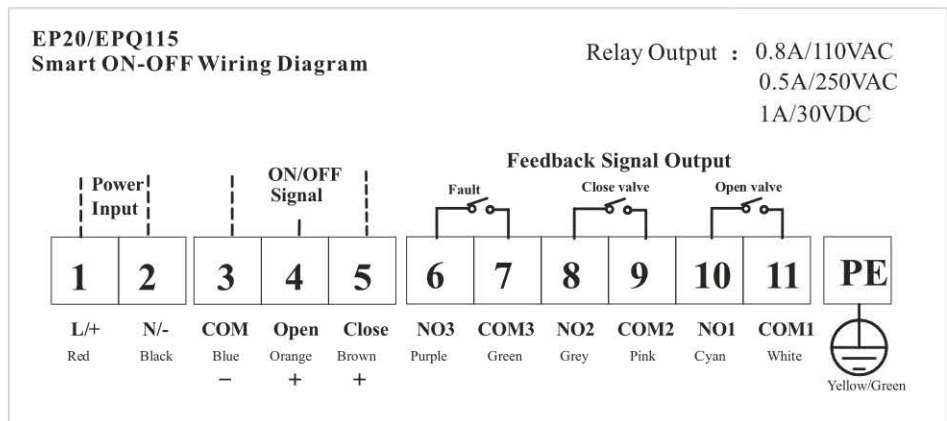 EP20/EPQ115
Smart ON-OFF Wiring Diagram
Relay Output : 0.8A/110VAC
0.5A/250VAC
1A/30VDC
Power Input
ON/OFF Signal
Feedback Signal Output
Fault Close valve Open valve
1 2 3 4 5 6 7 8 9 10 11 PE
L/+ N/- COM Open Close NO3 COM3 NO2 COM2 NO1 COM1
Red Black Blue Orange Brown Purple Green Grey Pink Cyan White
− + +
Yellow/Green